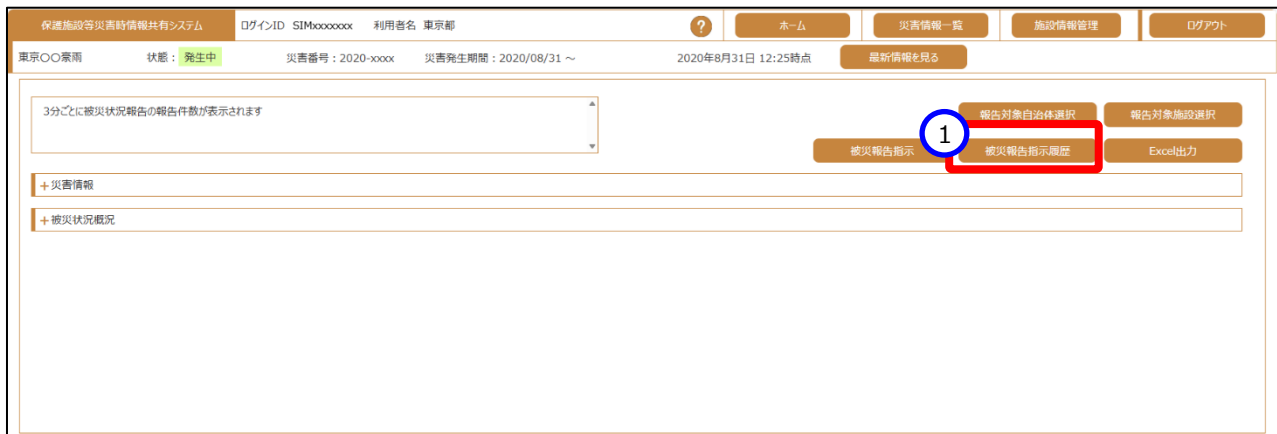 保護施設等災害時情報共有システム ログインID SIMxxxxxxx 利用者名 東京都 ? ホーム 災害情報一覧 施設情報管理 ログアウト
東京〇〇豪雨 状態： 発生中 災害番号：2020-xxxx 災害発生期間：2020/08/31 ～ 2020年8月31日 12:25時点 最新情報を見る
3分ごとに被災状況報告の報告件数が表示されます
報告対象自治体選択 報告対象施設選択
1
被災報告指示 被災報告指示履歴 Excel出力
＋災害情報
＋被災状況概況